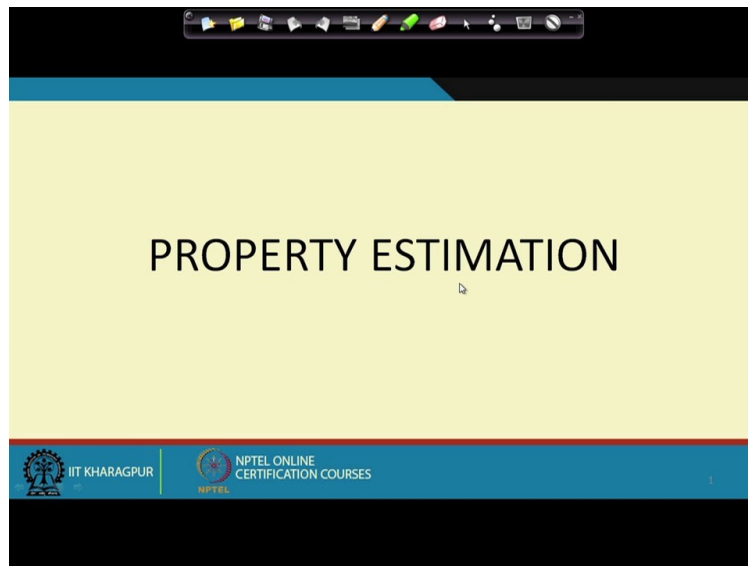 PROPERTY ESTIMATION
IIT KHARAGPUR
NPTEL
NPTEL ONLINE
CERTIFICATION COURSES
1